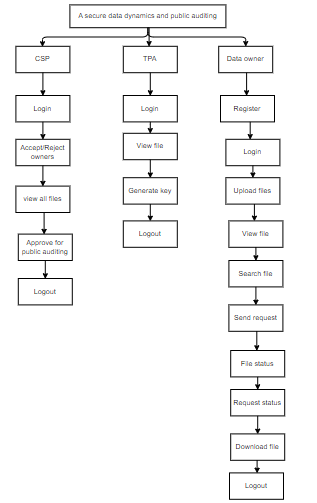 A secure data dynamics and public auditing
CSP
TPA
Data owner
Login
Login
Register
Accept/Reject
owners
View file
Login
view all files
Generate key
Upload files
Approve for
public auditing
Logout
View file
Logout
Search file
Send request
File status
Request status
Download file
Logout